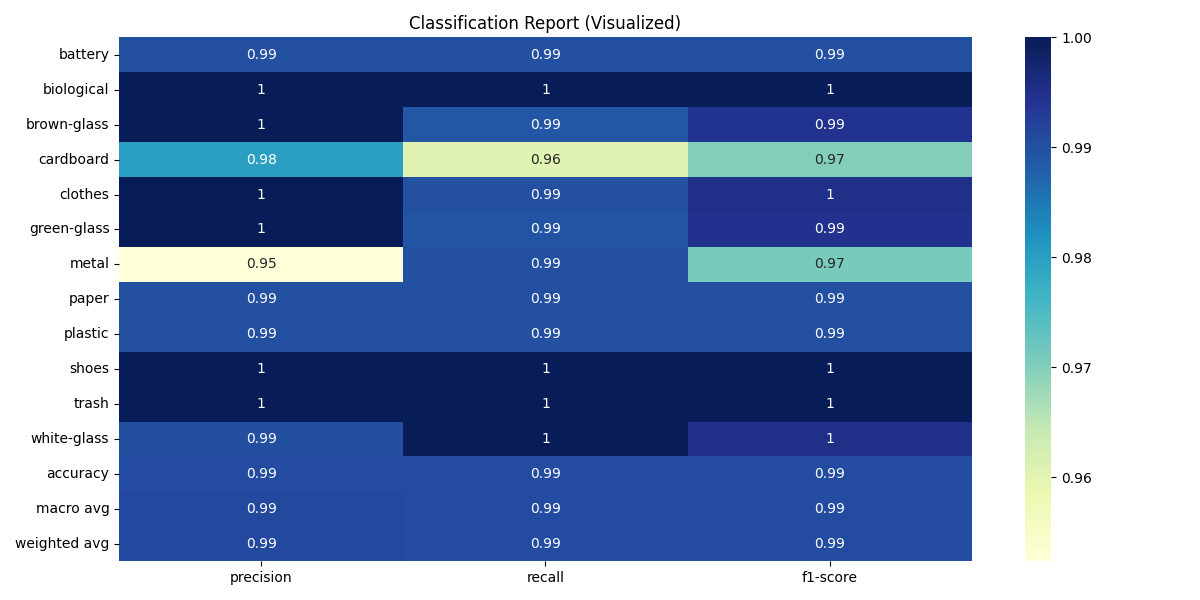 Classification Report (Visualized)
battery 0.99 0.99 0.99
biological 1 1 1
brown-glass 1 0.99 0.99
cardboard 0.98 0.96 0.97
clothes 1 0.99 1
green-glass 1 0.99 0.99
metal 0.95 0.99 0.97
paper 0.99 0.99 0.99
plastic 0.99 0.99 0.99
shoes 1 1 1
trash 1 1 1
white-glass 0.99 1 1
accuracy 0.99 0.99 0.99
macro avg 0.99 0.99 0.99
weighted avg 0.99 0.99 0.99
precision recall f1-score
1.00
0.99
0.98
0.97
0.96